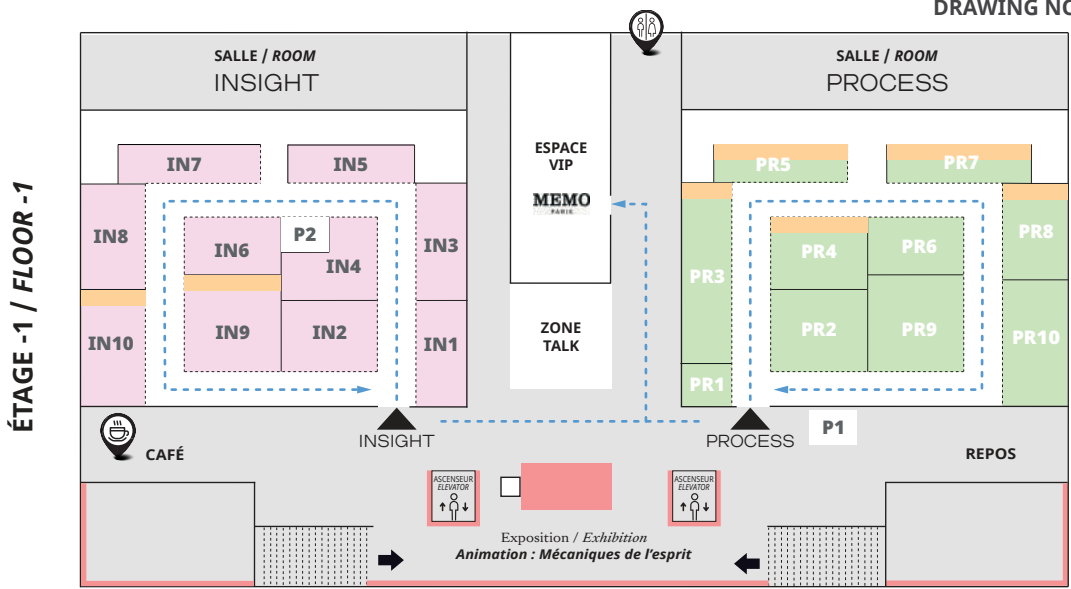 DRAWING NO
ÉTAGE -1 / FLOOR -1
SALLE / ROOM
INSIGHT
SALLE / ROOM
PROCESS
IN7
IN5
IN8
IN6
P2
IN4
IN3
IN10
IN9
IN2
IN1
ESPACE
VIP
MEMO
PARIS
ZONE
TALK
PR5
PR7
PR3
PR4
PR6
PR8
PR2
PR9
PR10
PR1
INSIGHT
PROCESS
P1
CAFÉ
REPOS
ASCENSEUR
ELEVATOR
ASCENSEUR
ELEVATOR
Exposition / Exhibition
Animation : Mécaniques de l'esprit